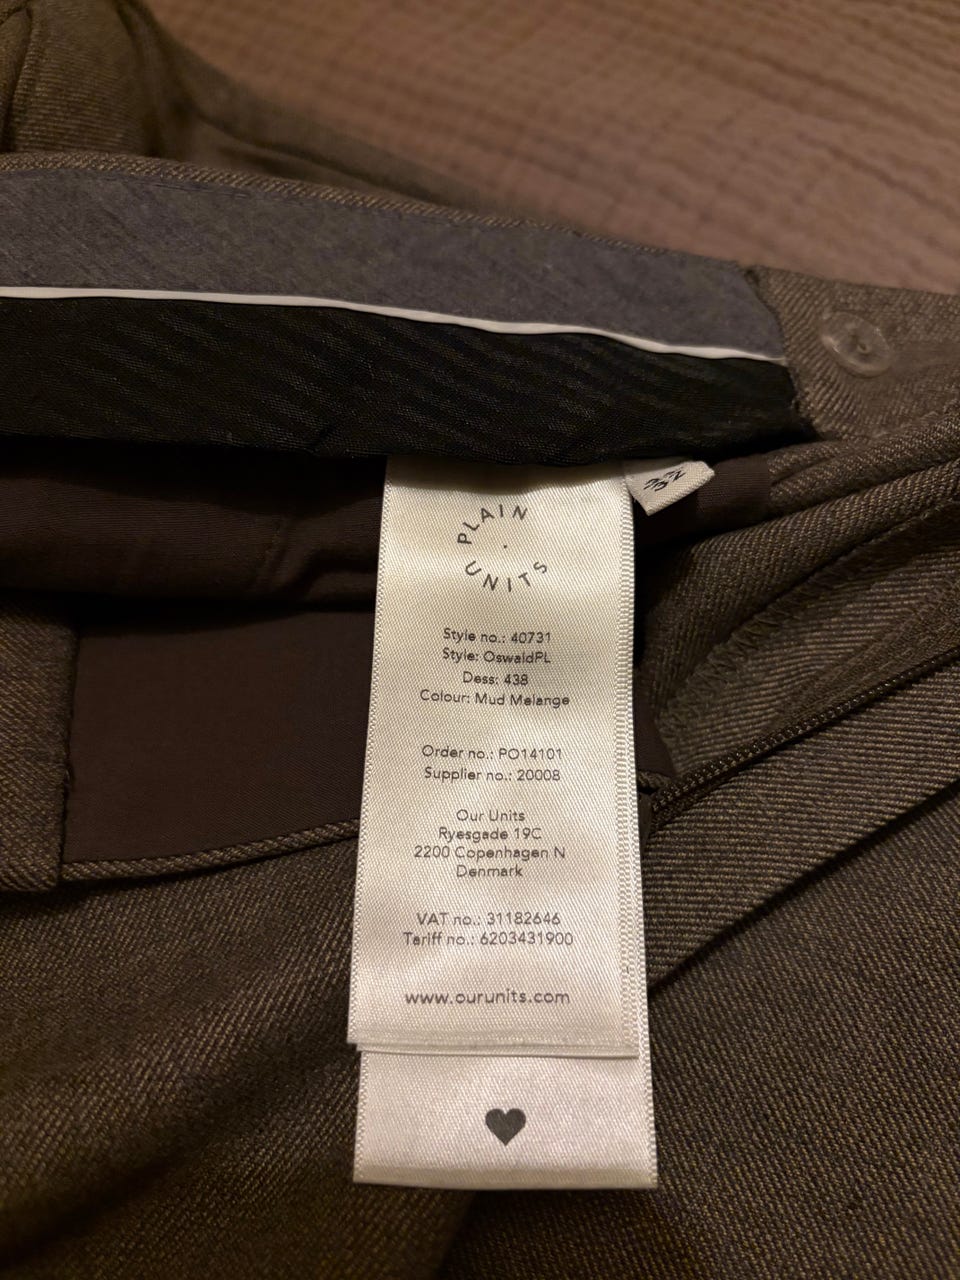 PLAIN
UNITS
32
Style no.: 40731
Style: OswaldPL
Dess: 438
Colour: Mud Melange
Order no.: PO14101
Supplier no.: 20008
Our Units
Ryesgade 19C
2200 Copenhagen N
Denmark
VAT no.: 31182646
Tariff no.: 6203431900
www.ourunits.com